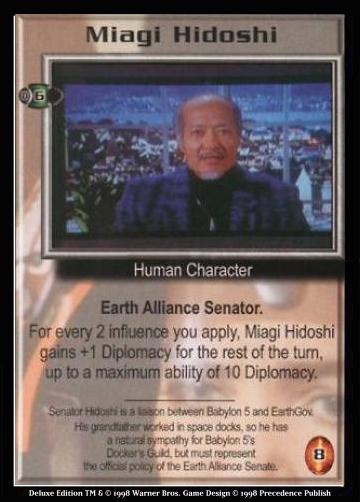 Miagi Hidoshi
6
Human Character
Earth Alliance Senator.
For every 2 influence you apply, Miagi Hidoshi
gains +1 Diplomacy for the rest of the turn,
up to a maximum ability of 10 Diplomacy.
Senator Hidoshi is a liaison between Babylon 5 and EarthGov.
His grandfather worked in space docks, so he has
a natural sympathy for Babylon 5's
Docker's Guild, but must represent
the official policy of the Earth Alliance Senate.
8
Deluxe Edition TM & © 1998 Warner Bros. Game Design © 1998 Precedence Publish